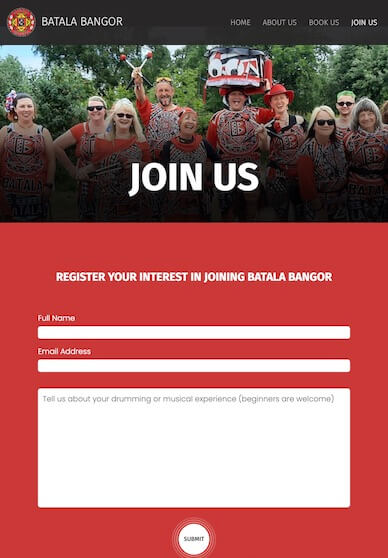 BATALA BANGOR
HOME ABOUT US BOOK US JOIN US
BATALA
JOIN US
REGISTER YOUR INTEREST IN JOINING BATALA BANGOR
Full Name
Email Address
Tell us about your drumming or musical experience (beginners are welcome)
SUBMIT